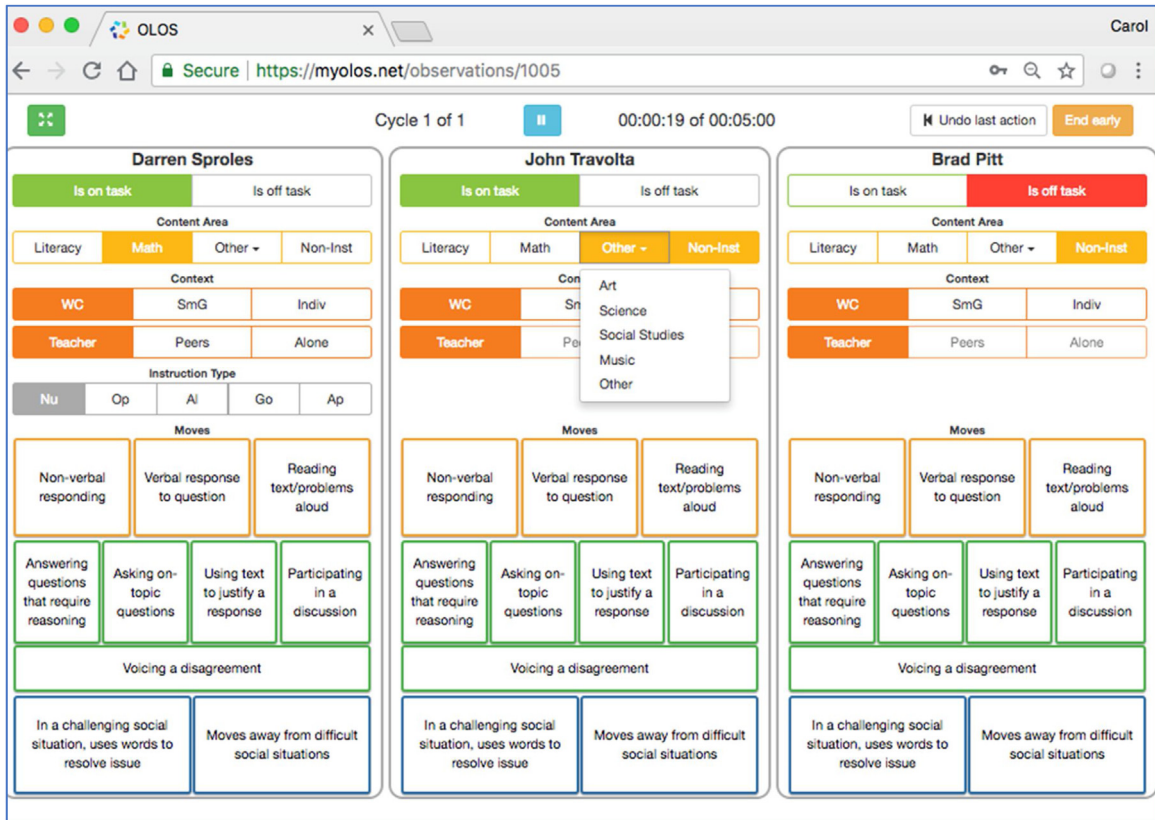 OLOS
Carol
Secure | https://myolos.net/observations/1005
Cycle 1 of 1
00:00:19 of 00:05:00
Undo last action
End early
Darren Sproles
Is on task
Is off task
Content Area
Literacy
Math
Other
Non-Inst
Context
WC
SmG
Indiv
Teacher
Peers
Alone
Instruction Type
Nu
Op
Al
Go
Ap
Moves
Non-verbal
responding
Verbal response
to question
Reading
text/problems
aloud
Answering
questions
that require
reasoning
Asking on-
topic
questions
Using text
to justify a
response
Participating
in a
discussion
Voicing a disagreement
In a challenging social
situation, uses words to
resolve issue
Moves away from difficult
social situations
John Travolta
Is on task
Is off task
Content Area
Literacy
Math
Other
Non-Inst
Art
Science
Social Studies
Music
Other
Con
WC
Sm
Teacher
Pe
Moves
Non-verbal
responding
Verbal response
to question
Reading
text/problems
aloud
Answering
questions
that require
reasoning
Asking on-
topic
questions
Using text
to justify a
response
Participating
in a
discussion
Voicing a disagreement
In a challenging social
situation, uses words to
resolve issue
Moves away from difficult
social situations
Brad Pitt
Is on task
Is off task
Content Area
Literacy
Math
Other
Non-Inst
Context
WC
SmG
Indiv
Teacher
Peers
Alone
Moves
Non-verbal
responding
Verbal response
to question
Reading
text/problems
aloud
Answering
questions
that require
reasoning
Asking on-
topic
questions
Using text
to justify a
response
Participating
in a
discussion
Voicing a disagreement
In a challenging social
situation, uses words to
resolve issue
Moves away from difficult
social situations